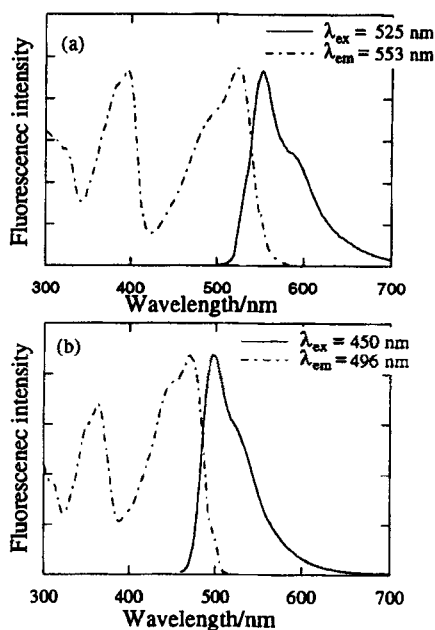 (a)
λex = 525 nm
λem = 553 nm
Fluorescenec intensity
300 400 500 600 700
Wavelength/nm
(b)
λex = 450 nm
λem = 496 nm
Fluorescenec intensity
300 400 500 600 700
Wavelength/nm